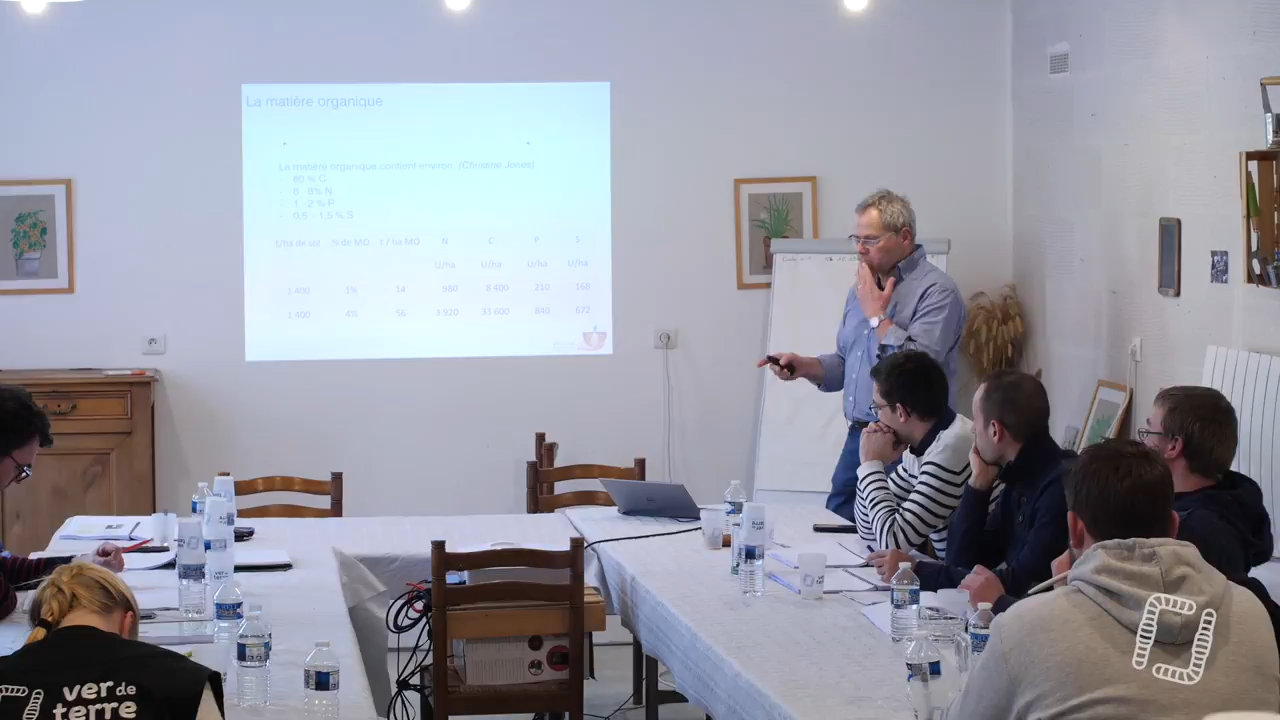 La matière organique
La matière organique contient environ (Christine Jones)
- 60 % C
- 6 - 8% N
- 1 - 2 % P
- 0,5 - 1,5 % S
t/ha de sol % de MO t / ha MO N C P S
U/ha U/ha U/ha U/ha
1 400 1% 14 980 8 400 210 168
1 400 4% 56 3 920 33 600 840 672
ver de
terre